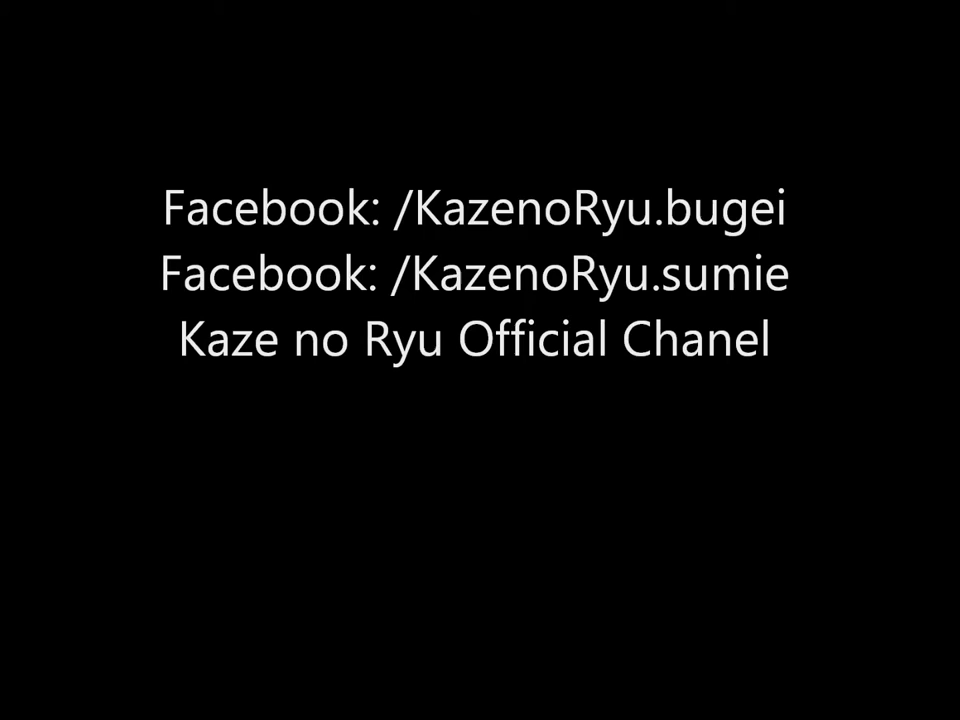 Facebook: /KazenoRyu.bugei
Facebook: /KazenoRyu.sumie
Kaze no Ryu Official Chanel